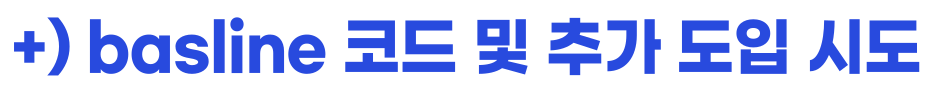 +) basline 코드 및 추가 도입 시도